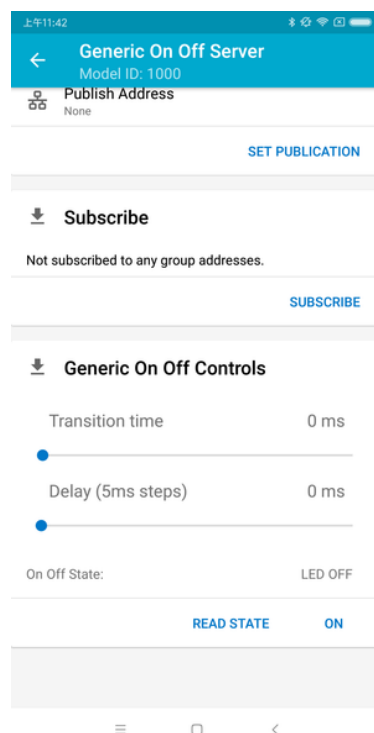 上午11:42
Generic On Off Server
Model ID: 1000
Publish Address
None
SET PUBLICATION
Subscribe
Not subscribed to any group addresses.
SUBSCRIBE
Generic On Off Controls
Transition time 0 ms
Delay (5ms steps) 0 ms
On Off State: LED OFF
READ STATE ON